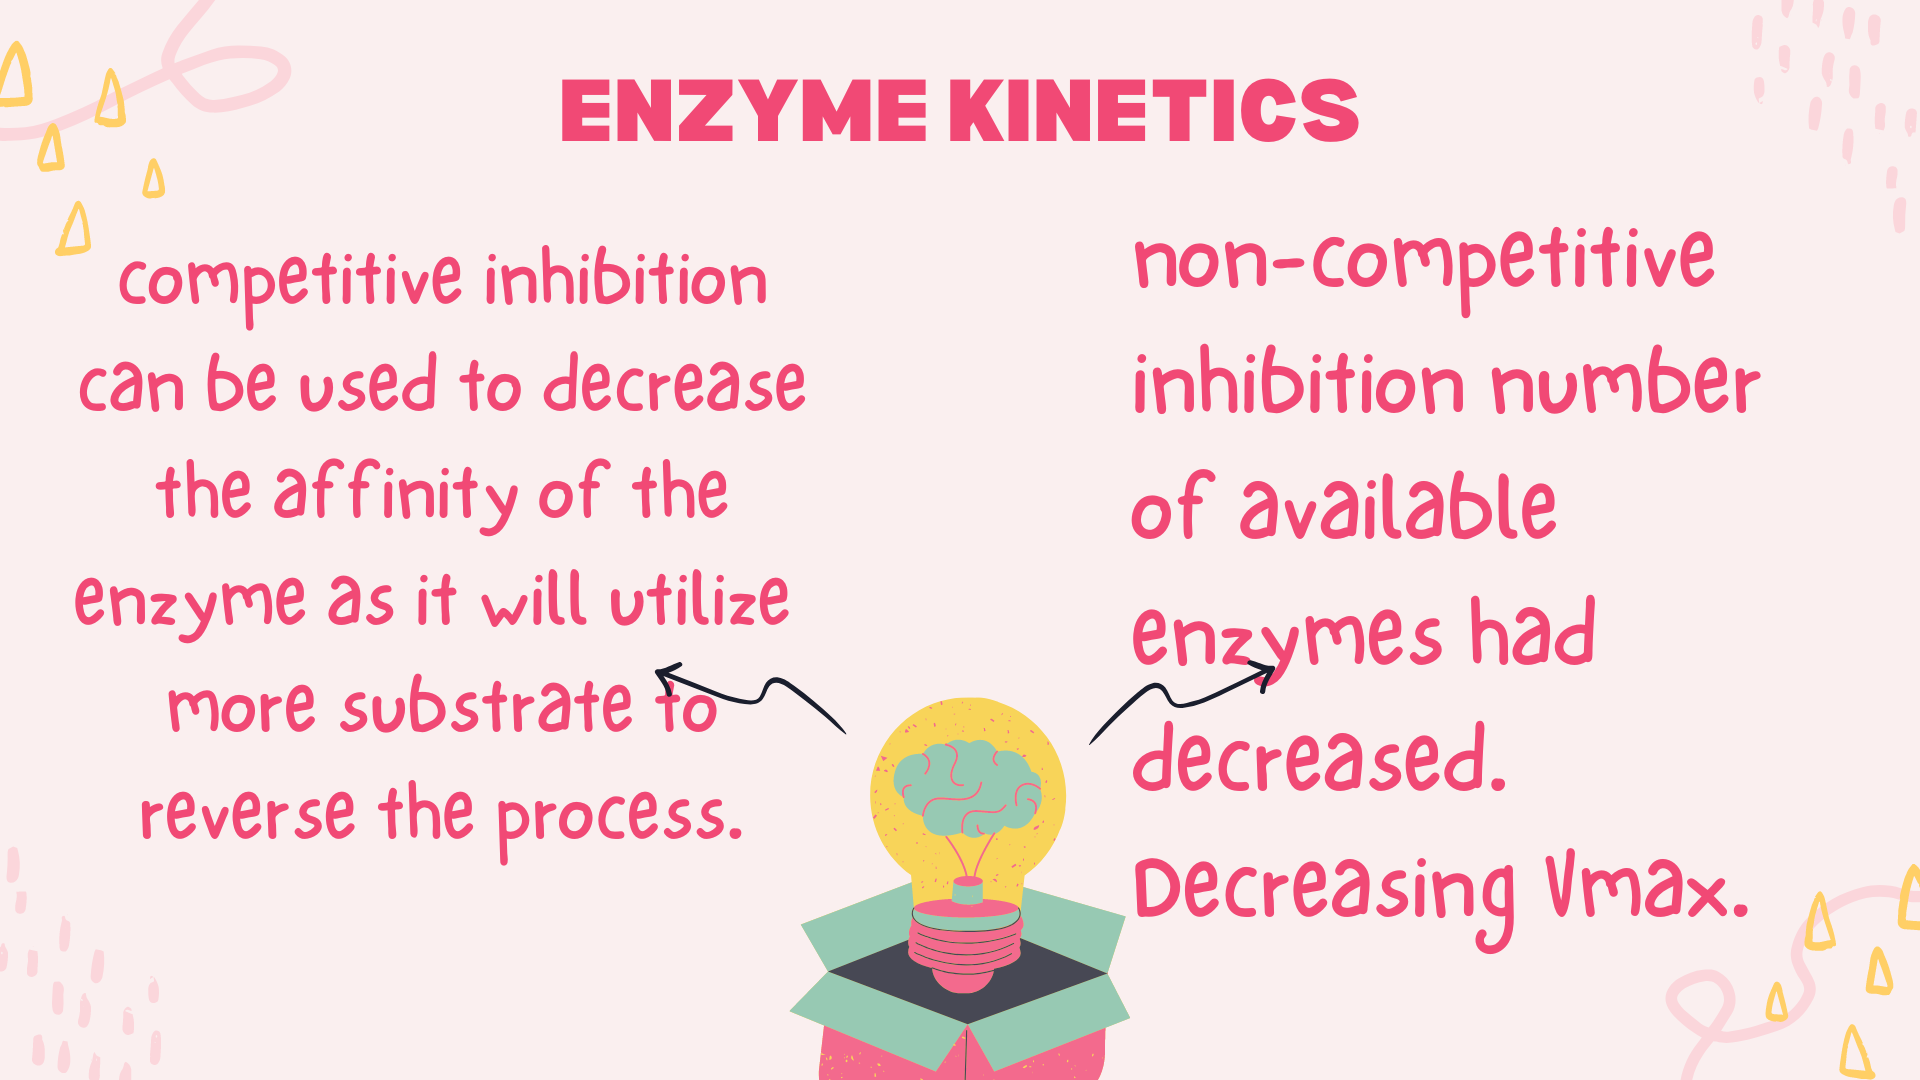 ENZYME KINETICS
competitive inhibition
can be used to decrease
the affinity of the
enzyme as it will utilize
more substrate to
reverse the process.
non-competitive
inhibition number
of available
enzymes had
decreased.
Decreasing Vmax.